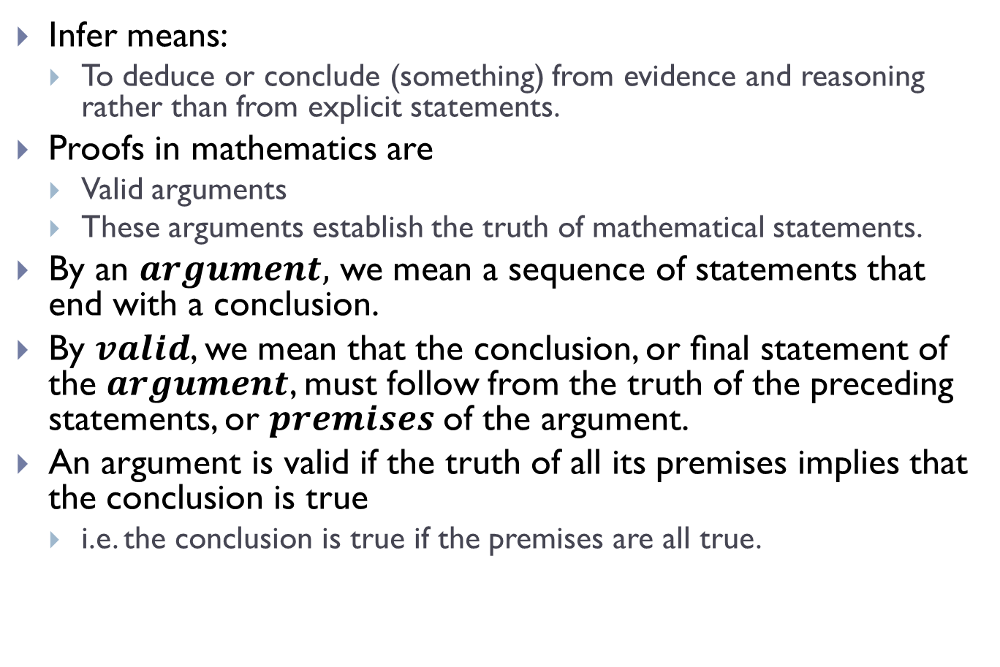 Infer means:
To deduce or conclude (something) from evidence and reasoning
rather than from explicit statements.
Proofs in mathematics are
Valid arguments
These arguments establish the truth of mathematical statements.
By an argument, we mean a sequence of statements that
end with a conclusion.
By valid, we mean that the conclusion, or final statement of
the argument, must follow from the truth of the preceding
statements, or premises of the argument.
An argument is valid if the truth of all its premises implies that
the conclusion is true
i.e. the conclusion is true if the premises are all true.